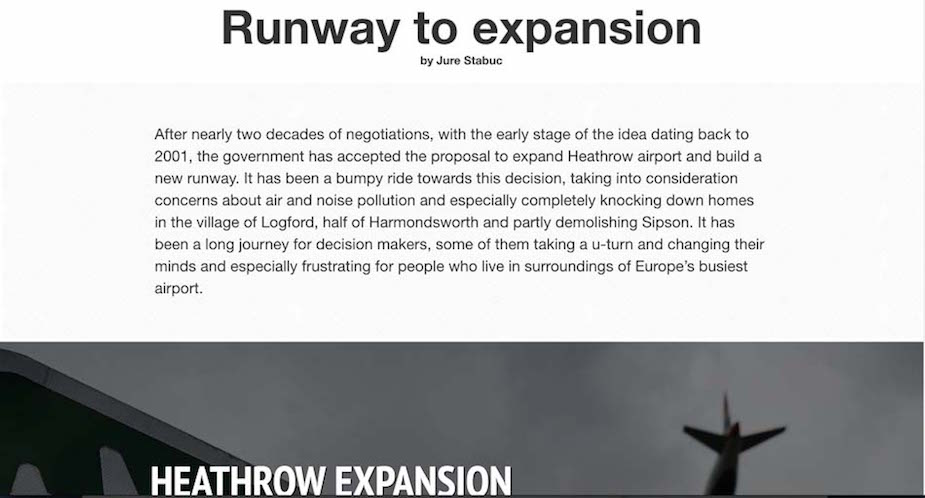 Runway to expansion
by Jure Stabuc
After nearly two decades of negotiations, with the early stage of the idea dating back to
2001, the government has accepted the proposal to expand Heathrow airport and build a
new runway. It has been a bumpy ride towards this decision, taking into consideration
concerns about air and noise pollution and especially completely knocking down homes
in the village of Logford, half of Harmondsworth and partly demolishing Sipson. It has
been a long journey for decision makers, some of them taking a u-turn and changing their
minds and especially frustrating for people who live in surroundings of Europe's busiest
airport.
HEATHROW EXPANSION